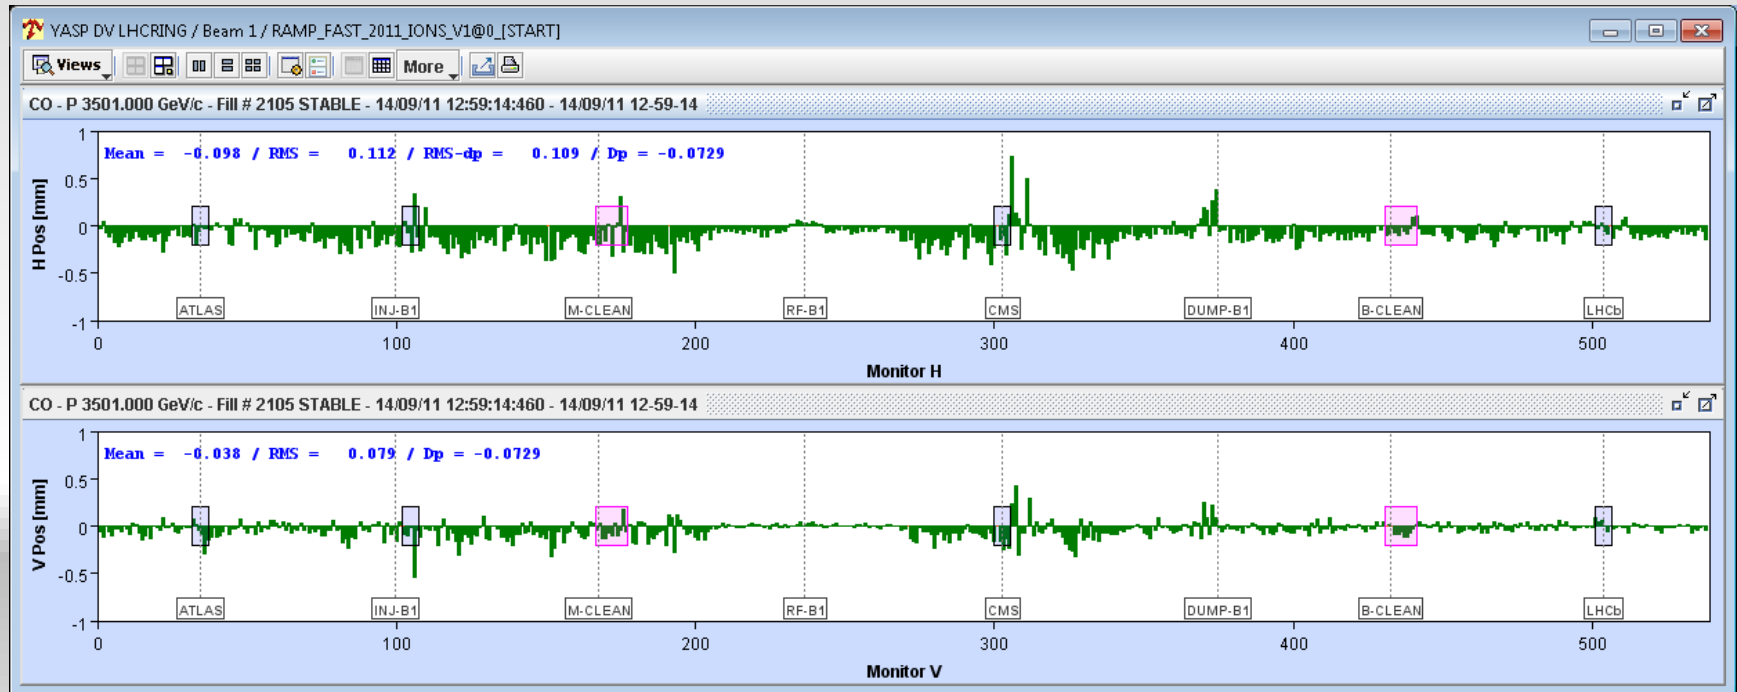 YASP DV LHCRING / Beam 1 / RAMP_FAST_2011_IONS_V1@0_[START]
Views More
CO - P 3501.000 GeV/c - Fill # 2105 STABLE - 14/09/11 12:59:14:460 - 14/09/11 12-59-14
Mean = -0.098 / RMS = 0.112 / RMS-dp = 0.109 / Dp = -0.0729
1
0.5
0
-0.5
-1
H Pos [mm]
ATLAS INJ-B1 M-CLEAN RF-B1 CMS DUMP-B1 B-CLEAN LHCb
0 100 200 300 400 500
Monitor H
CO - P 3501.000 GeV/c - Fill # 2105 STABLE - 14/09/11 12:59:14:460 - 14/09/11 12-59-14
Mean = -0.038 / RMS = 0.079 / Dp = -0.0729
1
0.5
0
-0.5
-1
V Pos [mm]
ATLAS INJ-B1 M-CLEAN RF-B1 CMS DUMP-B1 B-CLEAN LHCb
0 100 200 300 400 500
Monitor V